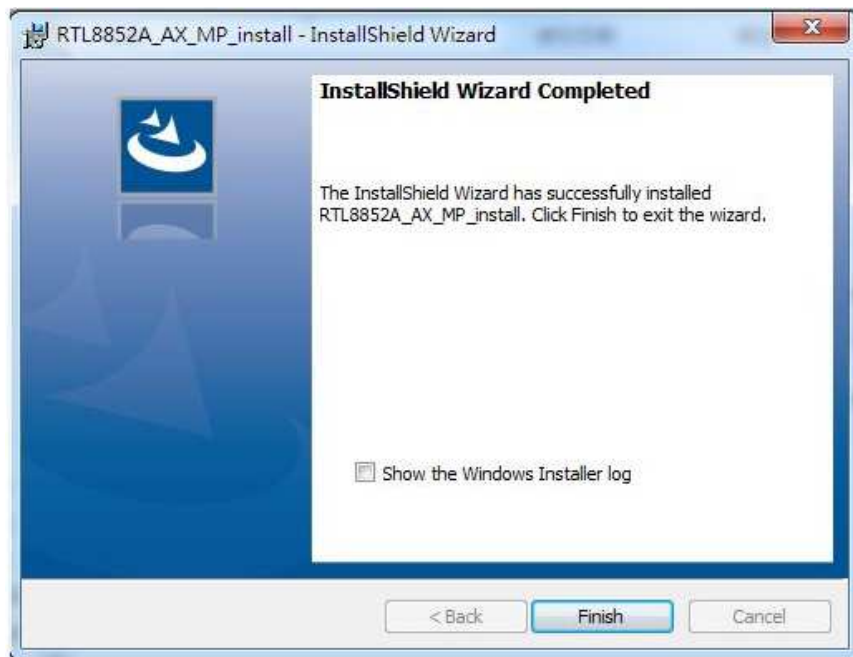 RTL8852A_AX_MP_install - InstallShield Wizard
InstallShield Wizard Completed
The InstallShield Wizard has successfully installed
RTL8852A_AX_MP_install. Click Finish to exit the wizard.
Show the Windows Installer log
< Back
Finish
Cancel